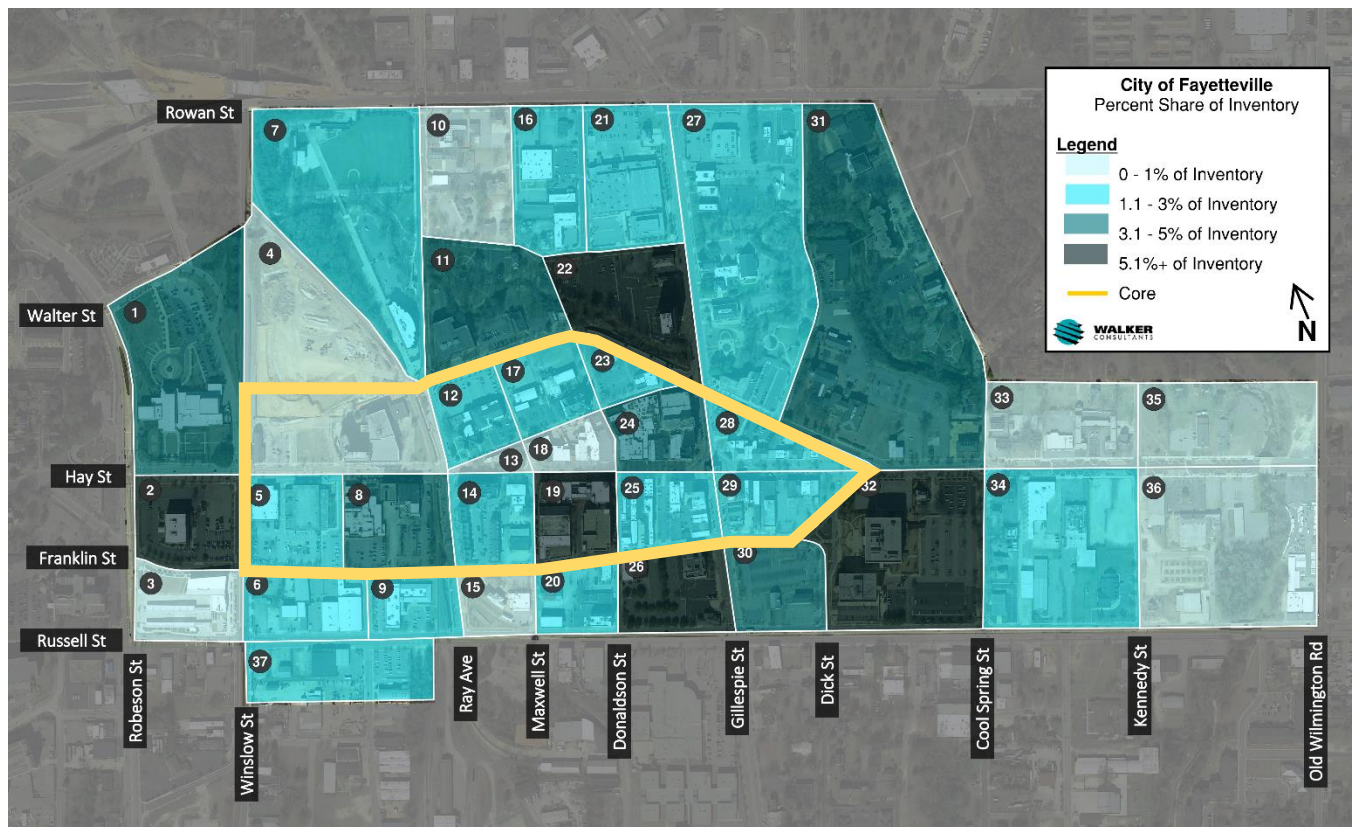 City of Fayetteville
Percent Share of Inventory
Legend
0 - 1% of Inventory
1.1 - 3% of Inventory
3.1 - 5% of Inventory
5.1%+ of Inventory
Core
WALKER
CONSULTANTS
N
Rowan St
7
10
16
21
27
31
4
11
22
1
Walter St
12
17
23
24
28
33
35
18
13
Hay St
2
5
8
14
19
25
29
32
34
36
Franklin St
3
6
9
15
20
26
30
Russell St
37
Robeson St
Winslow St
Ray Ave
Maxwell St
Donaldson St
Gillespie St
Dick St
Cool Spring St
Kennedy St
Old Wilmington Rd